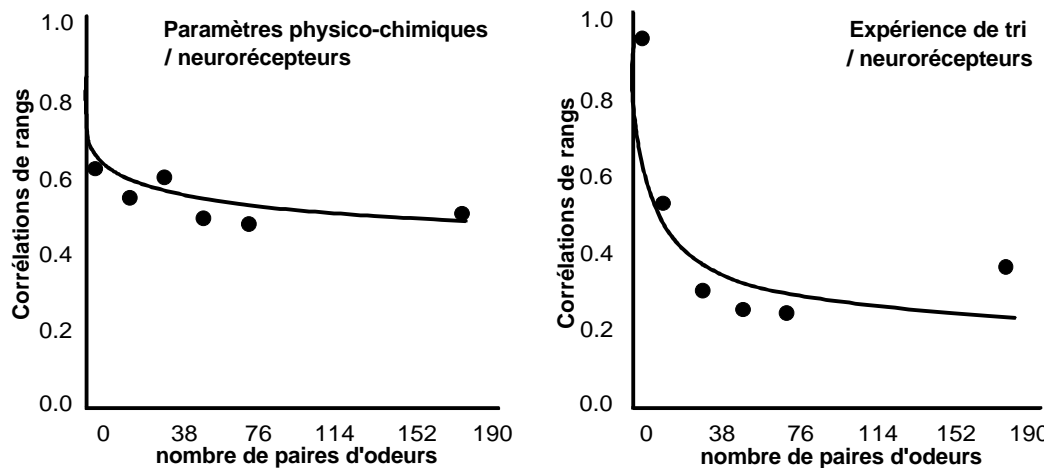 Paramètres physico-chimiques
/ neurorécepteurs
Corrélations de rangs
1.0
0.8
0.6
0.4
0.2
0.0
0 38 76 114 152 190
nombre de paires d'odeurs
Expérience de tri
/ neurorécepteurs
Corrélations de rangs
1.0
0.8
0.6
0.4
0.2
0.0
0 38 76 114 152 190
nombre de paires d'odeurs